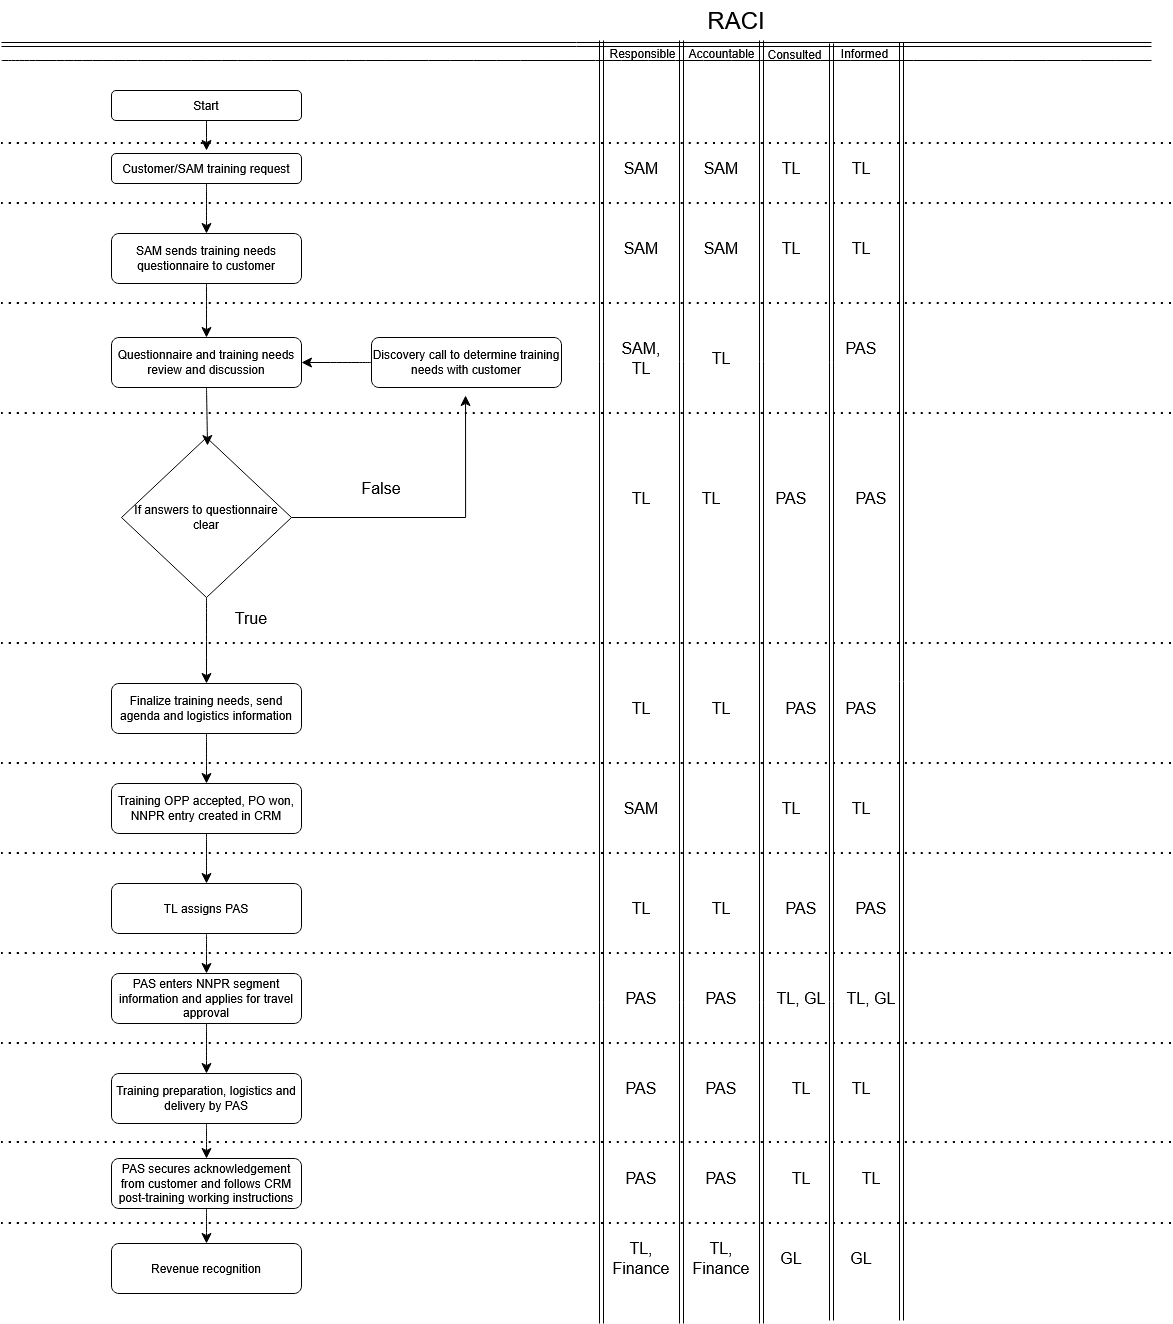 RACI
Responsible
Accountable
Consulted
Informed
Start
Customer/SAM training request
SAM
SAM
TL
TL
SAM sends training needs
questionnaire to customer
SAM
SAM
TL
TL
Questionnaire and training needs
review and discussion
Discovery call to determine training
needs with customer
SAM,
TL
TL
PAS
If answers to questionnaire
clear
False
True
TL
TL
PAS
PAS
Finalize training needs, send
agenda and logistics information
TL
TL
PAS
PAS
Training OPP accepted, PO won,
NNPR entry created in CRM
SAM
TL
TL
TL assigns PAS
TL
TL
PAS
PAS
PAS enters NNPR segment
information and applies for travel
approval
PAS
PAS
TL, GL
TL, GL
Training preparation, logistics and
delivery by PAS
PAS
PAS
TL
TL
PAS secures acknowledgement
from customer and follows CRM
post-training working instructions
PAS
PAS
TL
TL
Revenue recognition
TL,
Finance
TL,
Finance
GL
GL